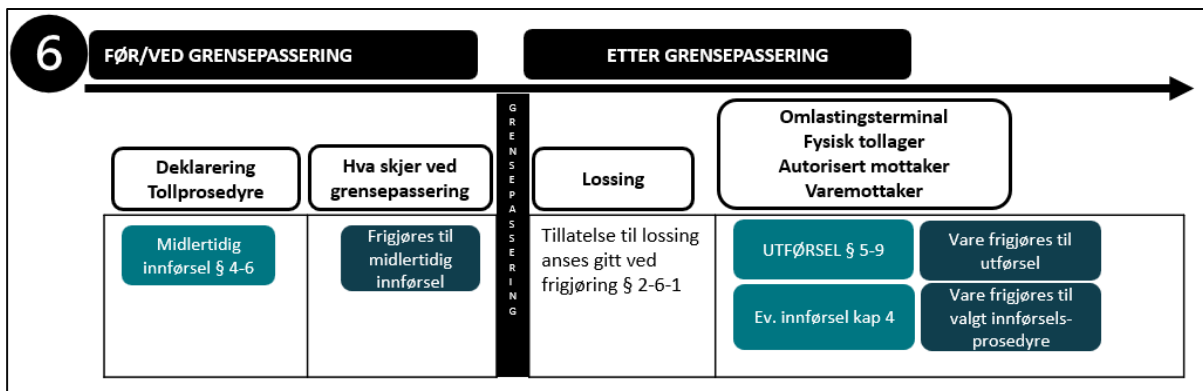 6
FØR/VED GRENSEPASSERING
ETTER GRENSEPASSERING
Deklarering
Tollprosedyre
Hva skjer ved
grensepassering
GRENSEPASSERING
Lossing
Omlastingsterminal
Fysisk tollager
Autorisert mottaker
Varemottaker
Midlertidig
innførsel § 4-6
Frigjøres til
midlertidig
innførsel
Tillatelse til lossing
anses gitt ved
frigjøring § 2-6-1
UTFØRSEL § 5-9
Vare frigjøres til
utførsel
Ev. innførsel kap 4
Vare frigjøres til
valgt innførsels-
prosedyre